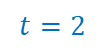 t = 2